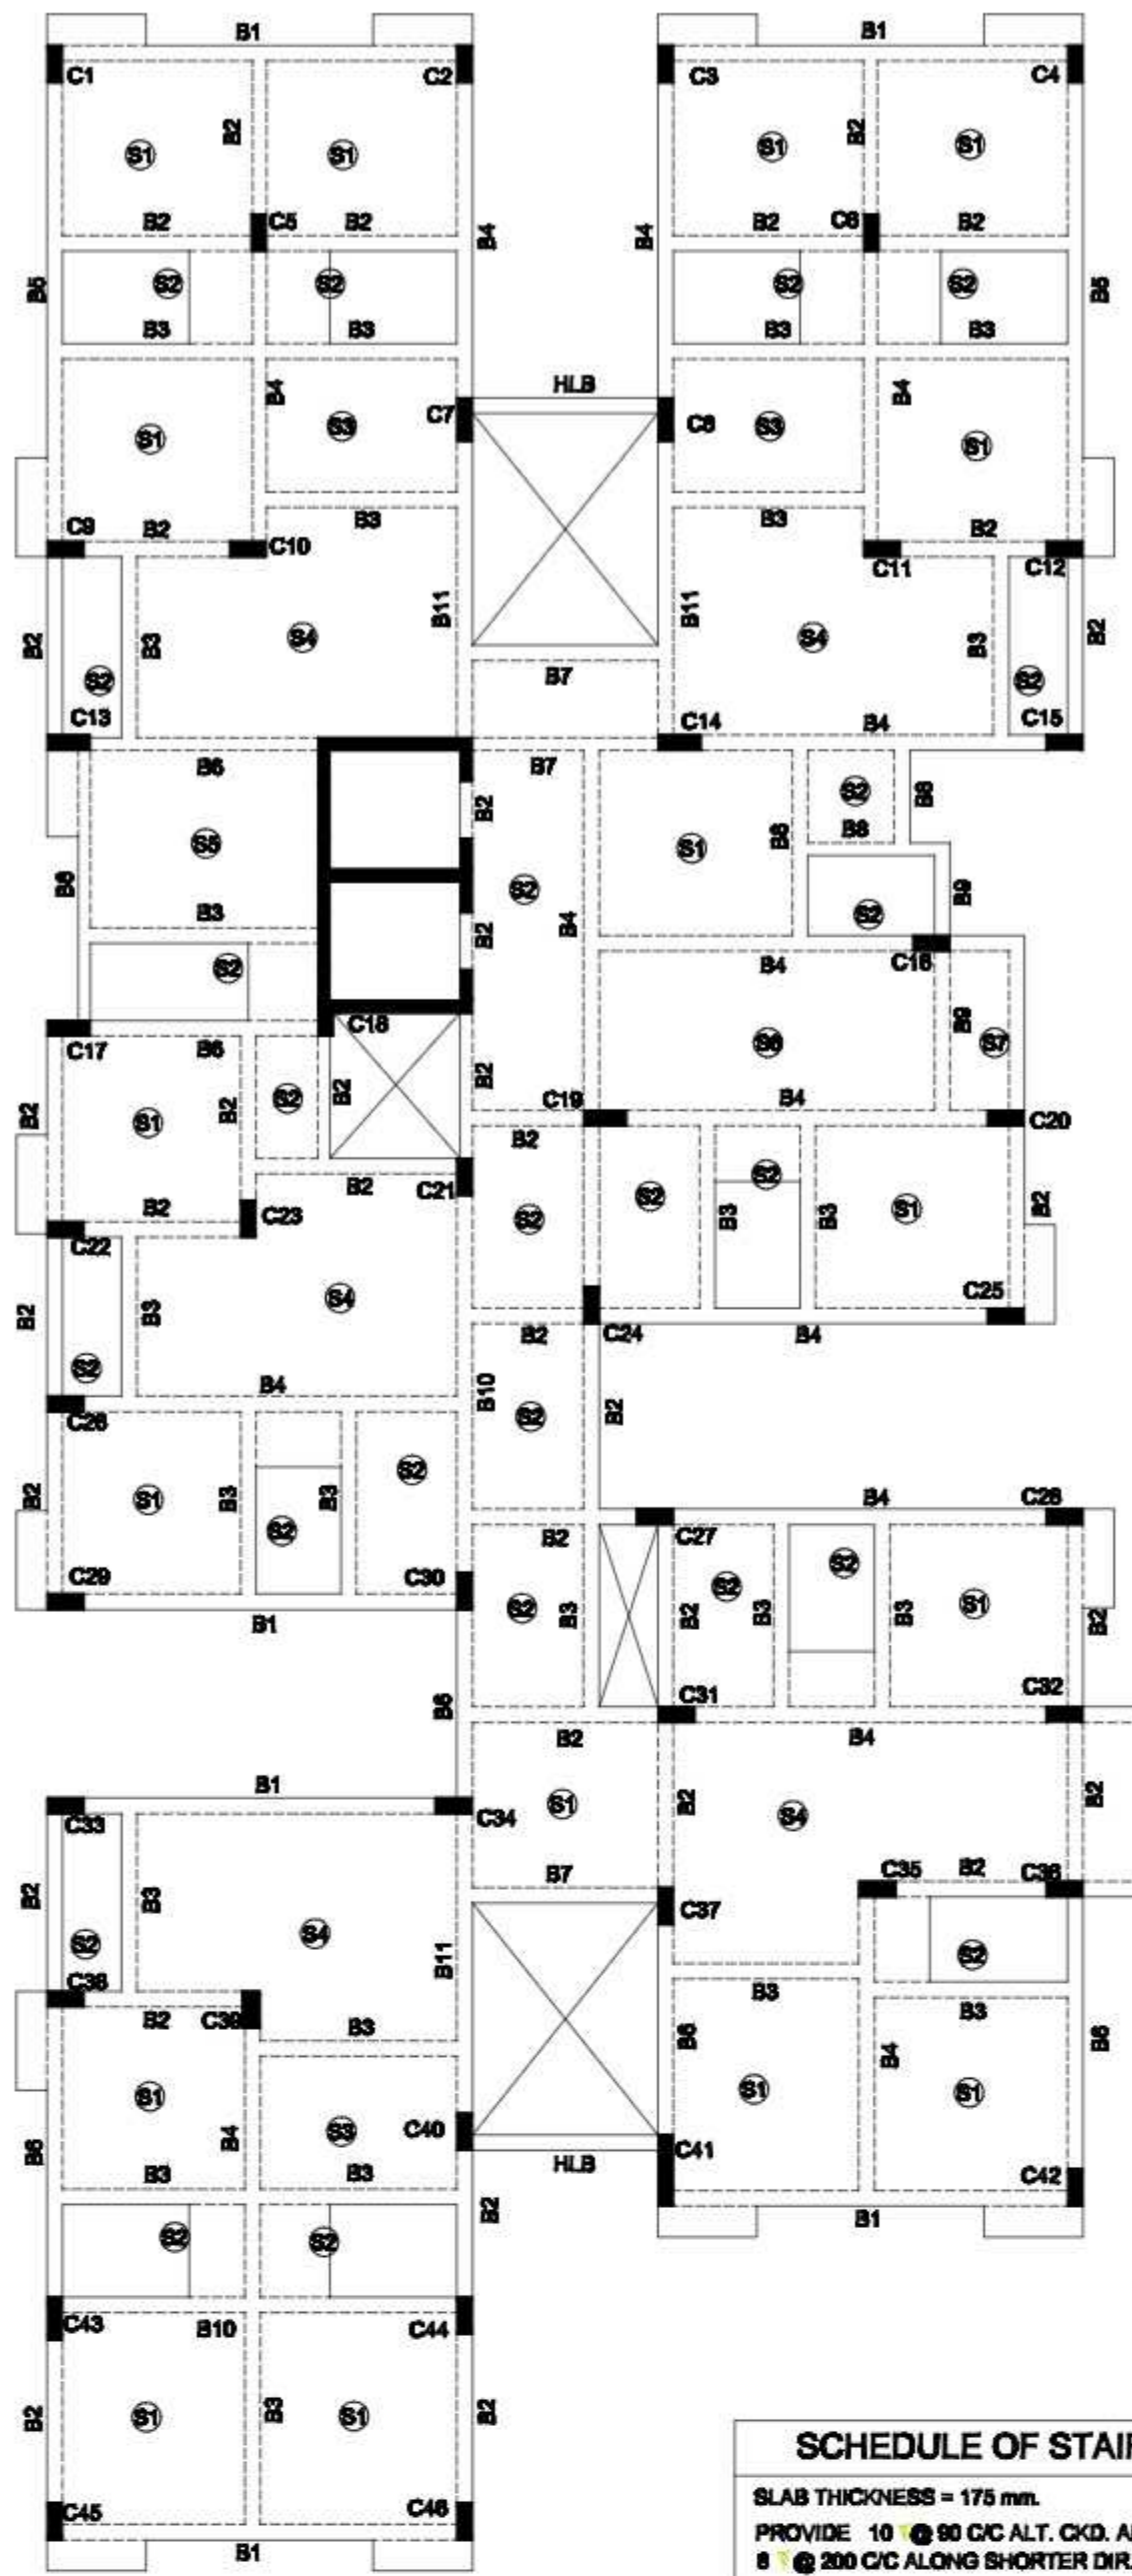 B1 B1
C1 C2 C3 C4
B2 B2
S1 S1 S1 S1
B2 C5 B2 B2 C6 B2
B4 B4
B5 S2 S2 S2 S2 B5
B3 B3 B3 B3
HLB
B4 B4
C7 S3 C8 S3
S1 S1
C9 B2 B3 B3 B2
C10 C11 C12
B11 B11
B2 B3 S4 S4 B3 B2
S2 B7 S2
C13 C14 B4 C15
B6 B7
B2 S2 B8
S5 S1 B6 B8
B6 S2 B9
B3 B4 S2
S2 B2 B4 C16
C18
C17 B6 S6 B9 S7
B2 B2 B2 S2 B2
S1 C19 B4 C20
B2 B2
C21 S2 S2
B2 C23 S2 B3 B3 S1 B2
C22
B2 B3 S4 C25
B2 C24 B4
S2 B4 B10
C26 S2 B2
S2
B2 S1 B3 B3 B4 C28
S2 B2 C27
C29 C30 S2 S2
B1 S2 B3 B2 B3 B3 S1 B2
B6 C31 C32
B2 B4
B1 B2 B2
C33 C34 S1 S4
B2 B3 B7 C35 B2 C36
S4 C37
S2 B11 S2
C38 B3 B3
B2 C39 B3 B6 B4 B6
S1 S1 S1
B4 S3 C40 C41
B6 B3 B3 HLB C42
B2 B1
S2 S2
C43 B10 C44
B2 S1 B3 S1 B2
C45 C46
B1
SCHEDULE OF STAI
SLAB THICKNESS = 175 mm.
PROVIDE 10 @ 90 C/C ALT. CKD.
8 @ 200 C/C ALONG SHORTER DIR.